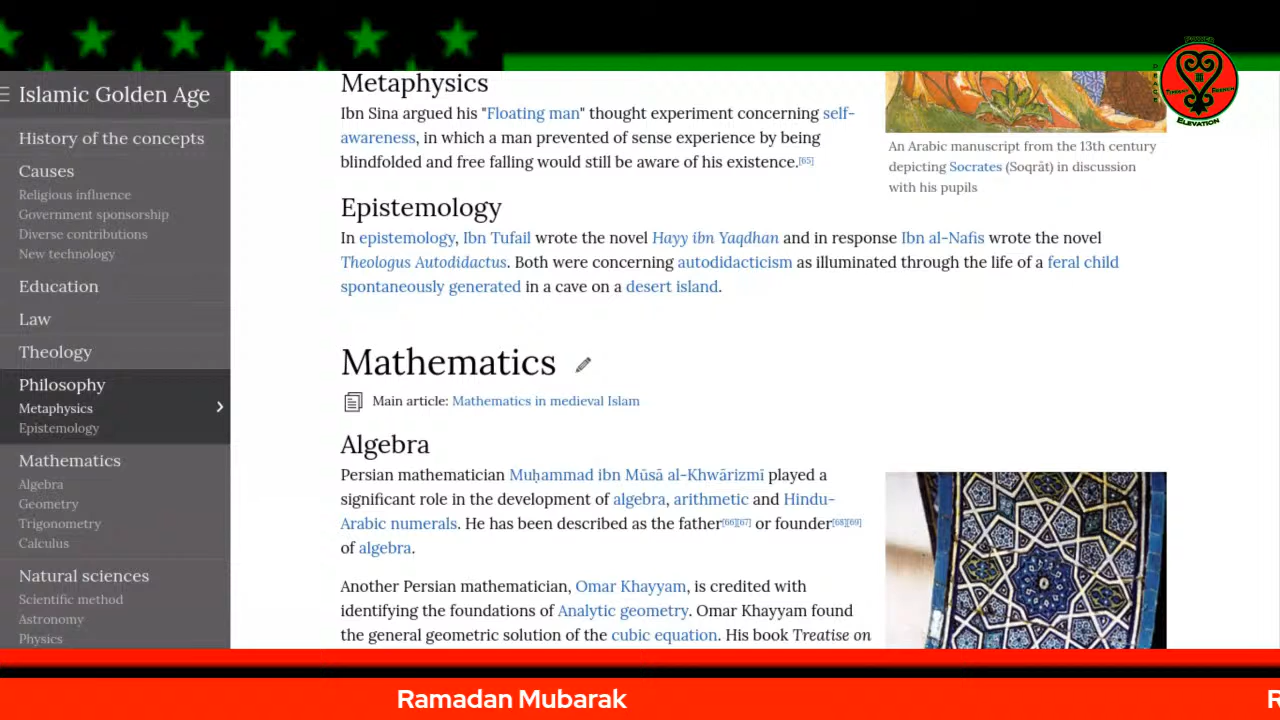 Islamic Golden Age
History of the concepts
Causes
Religious influence
Government sponsorship
Diverse contributions
New technology
Education
Law
Theology
Philosophy
Metaphysics
Epistemology
Mathematics
Algebra
Geometry
Trigonometry
Calculus
Natural sciences
Scientific method
Astronomy
Physics
Metaphysics
Ibn Sina argued his "Floating man" thought experiment concerning self-
awareness, in which a man prevented of sense experience by being
blindfolded and free falling would still be aware of his existence.[65]
An Arabic manuscript from the 13th century
depicting Socrates (Soqrāt) in discussion
with his pupils
Epistemology
In epistemology, Ibn Tufail wrote the novel Hayy ibn Yaqdhan and in response Ibn al-Nafis wrote the novel
Theologus Autodidactus. Both were concerning autodidacticism as illuminated through the life of a feral child
spontaneously generated in a cave on a desert island.
Mathematics
Main article: Mathematics in medieval Islam
Algebra
Persian mathematician Muḥammad ibn Mūsā al-Khwārizmī played a
significant role in the development of algebra, arithmetic and Hindu-
Arabic numerals. He has been described as the father[66][67] or founder[68][69]
of algebra.
Another Persian mathematician, Omar Khayyam, is credited with
identifying the foundations of Analytic geometry. Omar Khayyam found
the general geometric solution of the cubic equation. His book Treatise on
POWER
PEACE
ELEVATION
Ramadan Mubarak
R